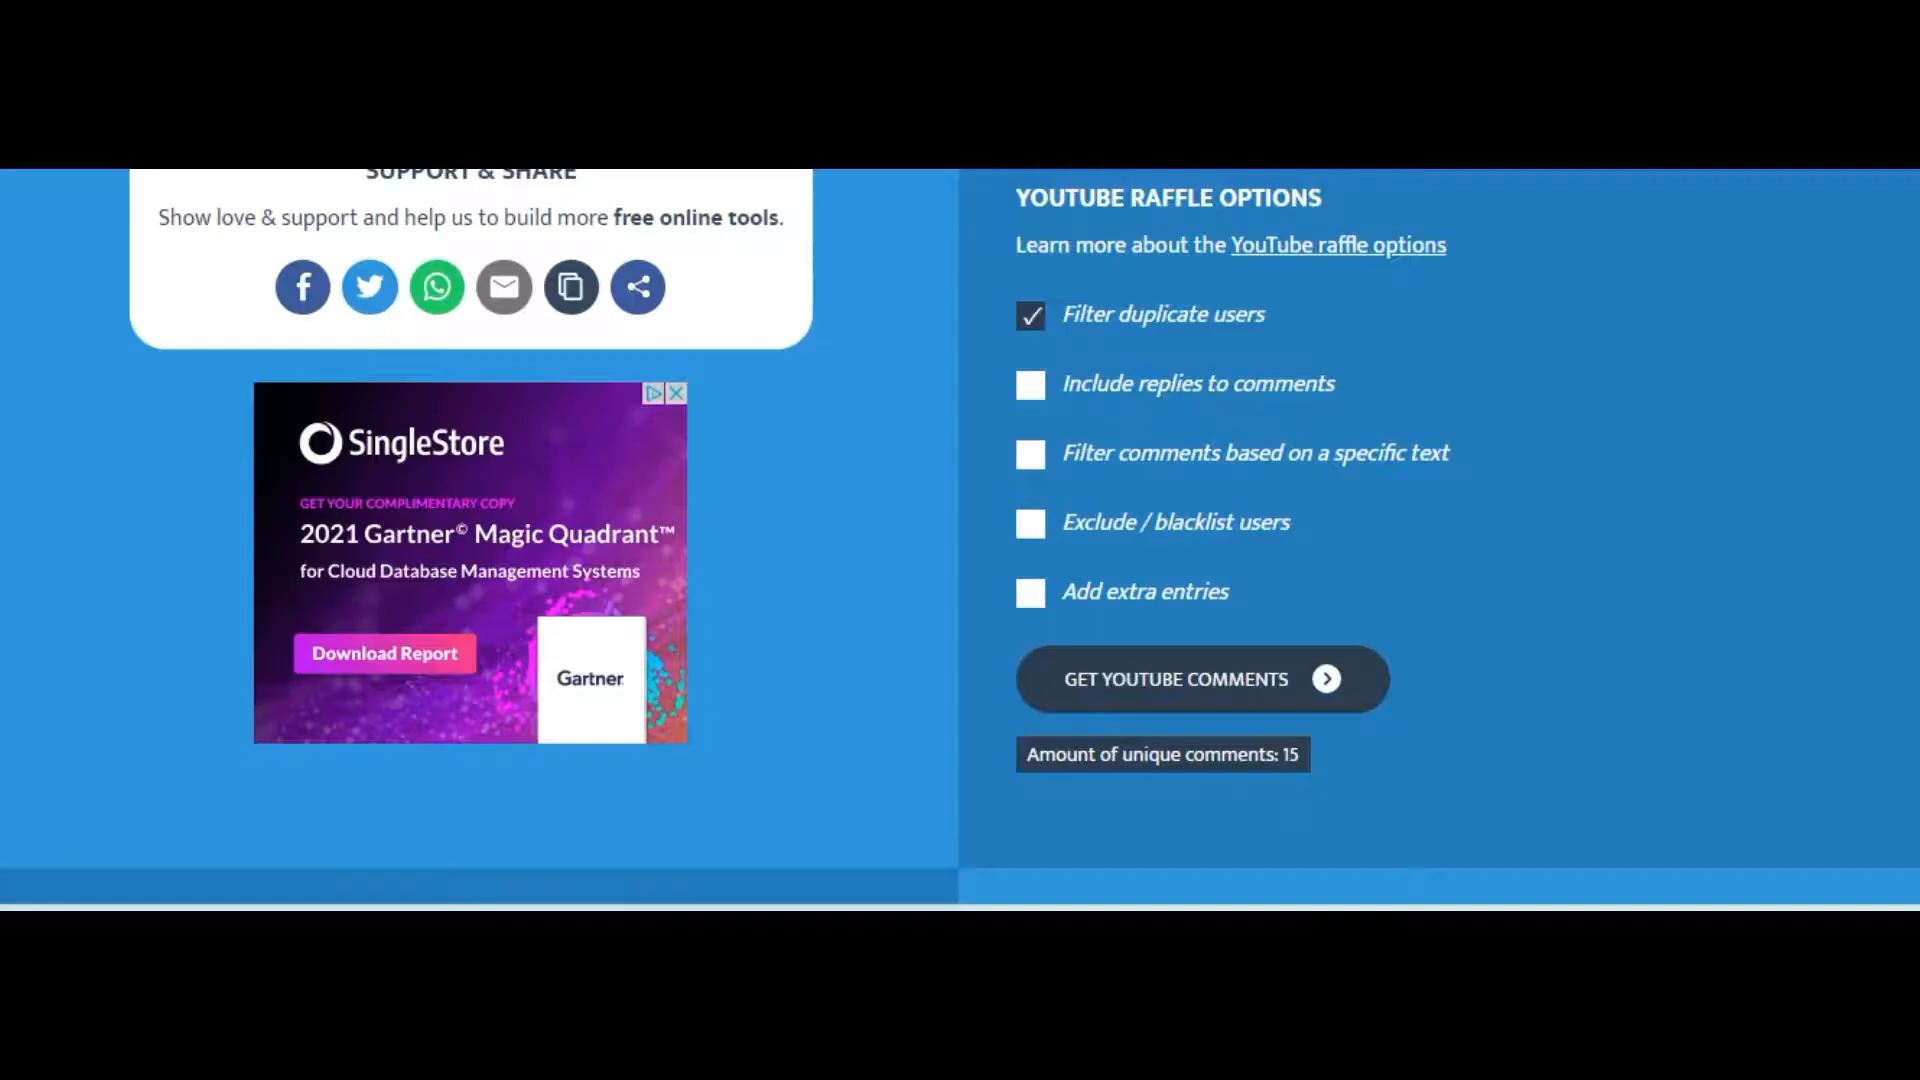 SUPPORT & SHARE
Show love & support and help us to build more free online tools.
SingleStore
GET YOUR COMPLIMENTARY COPY
2021 Gartner© Magic Quadrant™
for Cloud Database Management Systems
Download Report
Gartner
YOUTUBE RAFFLE OPTIONS
Learn more about the YouTube raffle options
Filter duplicate users
Include replies to comments
Filter comments based on a specific text
Exclude / blacklist users
Add extra entries
GET YOUTUBE COMMENTS
Amount of unique comments: 15